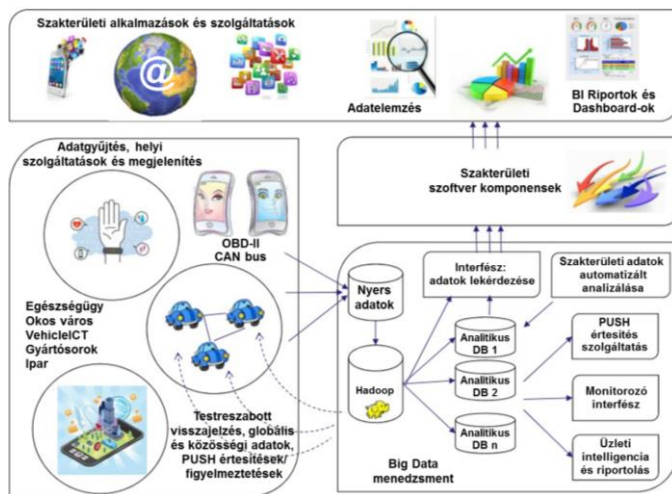 Szakterületi alkalmazások és szolgáltatások
@
Adatelemzés
BI Riportok és
Dashboard-ok
Adatgyűjtés, helyi
szolgáltatások és megjelenítés
OBD-II
CAN bus
Egészségügy
Okos város
VehicleICT
Gyártósorok
Ipar
Testreszabott
visszajelzés, globális
és közösségi adatok,
PUSH értesítések/
figyelmeztetések
Szakterületi
szoftver komponensek
Nyers
adatok
Hadoop
Interfész:
adatok lekérdezése
Szakterületi adatok
automatizált
analizálása
Analitikus
DB 1
Analitikus
DB 2
Analitikus
DB n
PUSH
értesítés
szolgáltatás
Monitorozó
interfész
Üzleti
intelligencia
és riportolás
Big Data
menedzsment